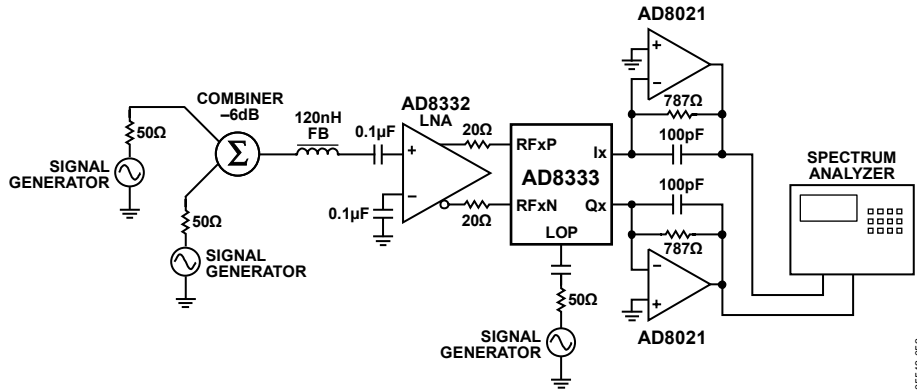 AD8021
+
−
787Ω
100pF
COMBINER
−6dB
50Ω
Σ
120nH
FB
0.1µF
AD8332
LNA
+
−
20Ω
20Ω
0.1µF
SIGNAL
GENERATOR
50Ω
SIGNAL
GENERATOR
RFxP
Ix
AD8333
RFxN
Qx
LOP
100pF
787Ω
−
+
AD8021
50Ω
SIGNAL
GENERATOR
SPECTRUM
ANALYZER